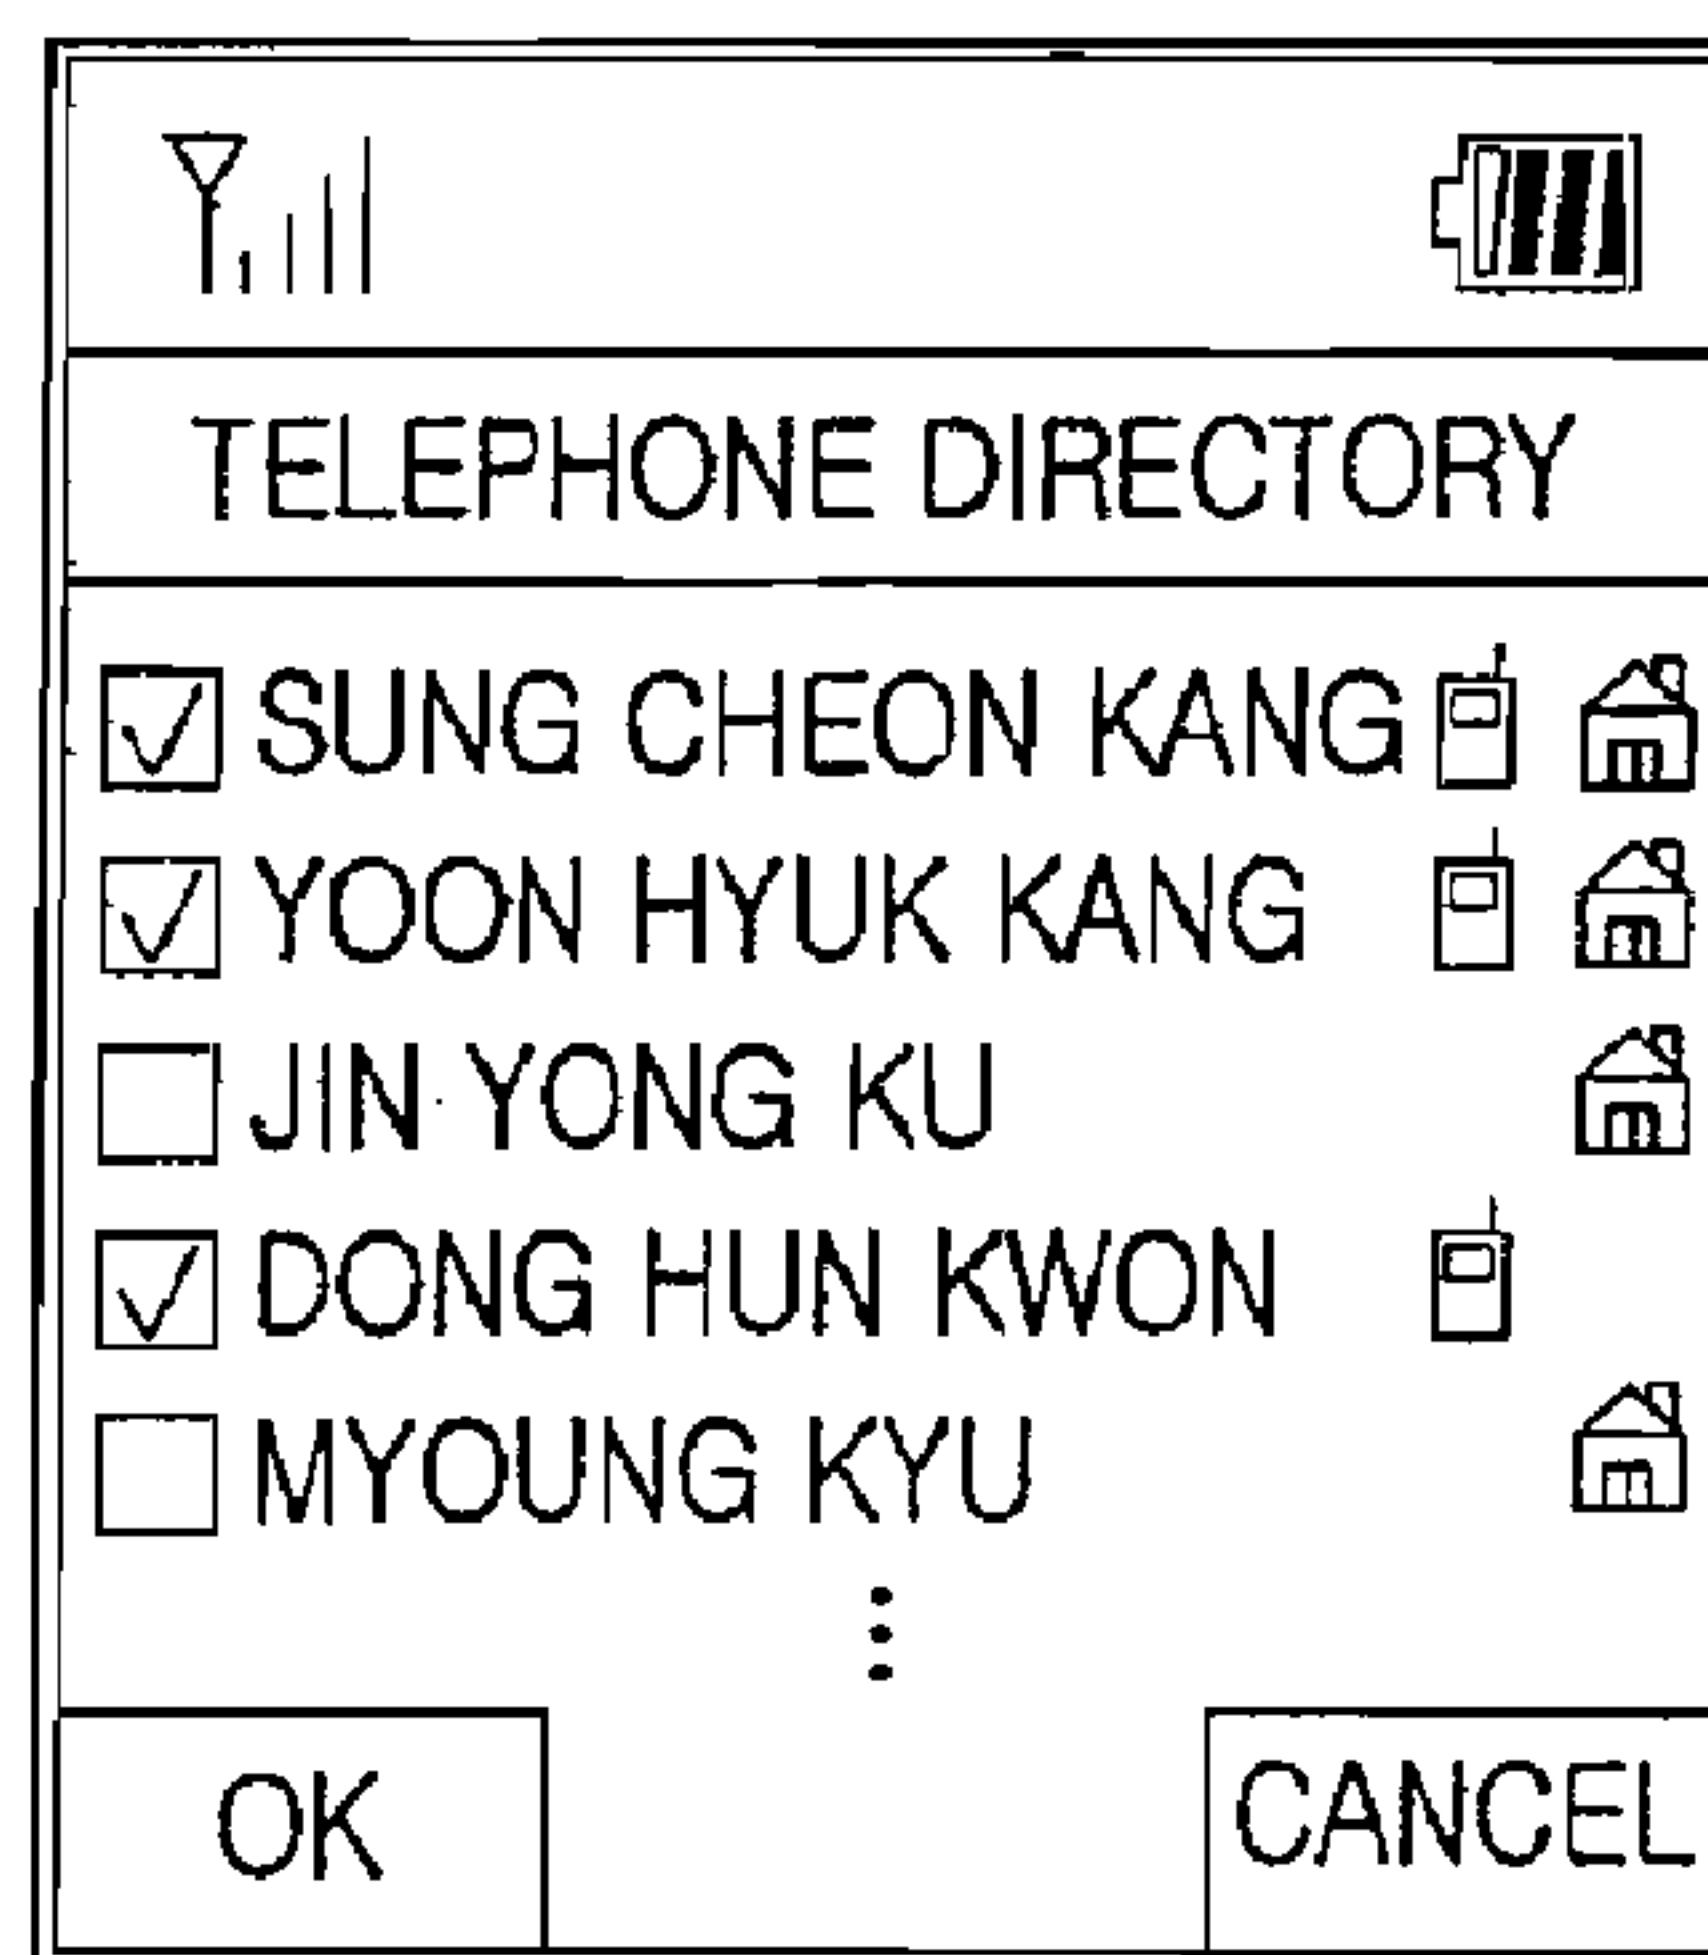 TELEPHONE DIRECTORY
SUNG CHEON KANG
YOON HYUK KANG
JIN YONG KU
DONG HUN KWON
MYOUNG KYU
OK
CANCEL